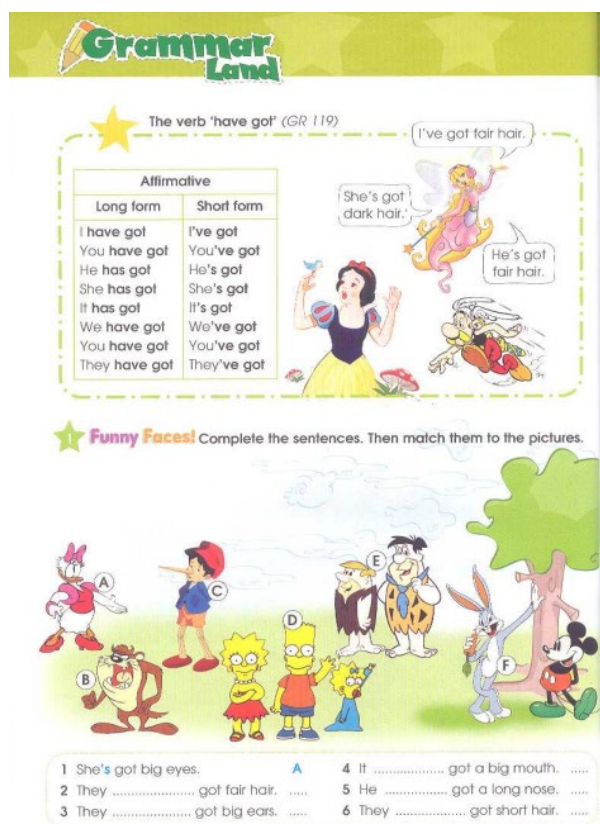 Grammar
Land
The verb 'have got' (GR 119)
I've got fair hair.
Affirmative
Long form Short form
She's got
dark hair.
I have got I've got
You have got You've got
He has got He's got
She has got She's got
It has got It's got
We have got We've got
You have got You've got
They have got They've got
He's got
fair hair.
1 Funny Faces! Complete the sentences. Then match them to the pictures.
A
B
C
D
E
F
1 She's got big eyes. A
2 They .................... got fair hair. .....
3 They .................... got big ears. .....
4 It .................... got a big mouth. .....
5 He .................... got a long nose. .....
6 They .................... got short hair. .....